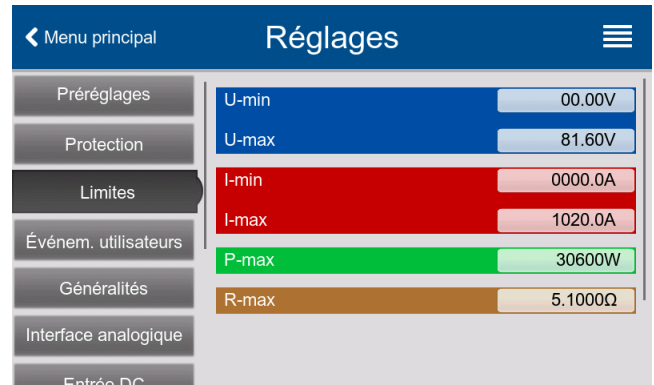 Menu principal
Réglages
Préréglages
Protection
Limites
Événem. utilisateurs
Généralités
Interface analogique
Entrée DC
U-min 00.00V
U-max 81.60V
I-min 0000.0A
I-max 1020.0A
P-max 30600W
R-max 5.1000Ω